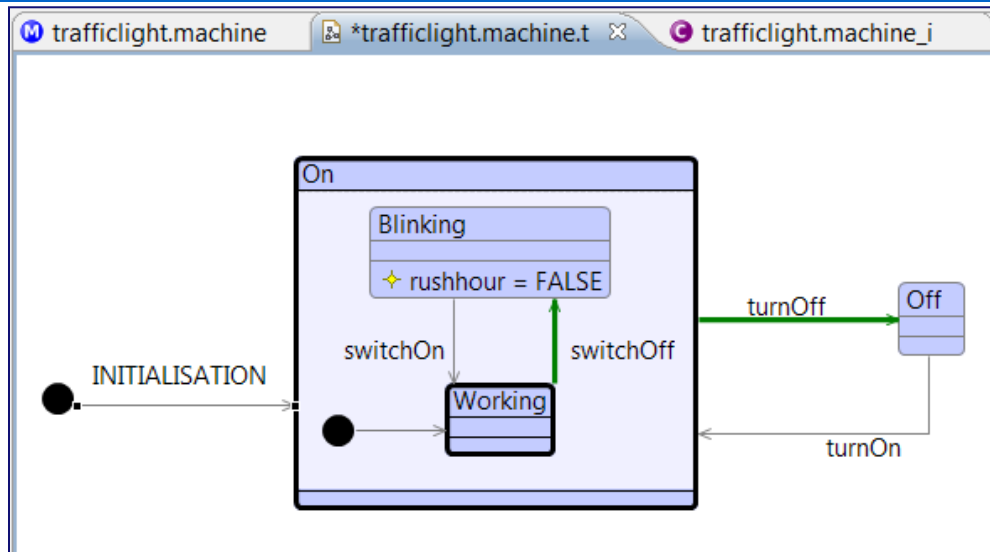 trafficlight.machine
*trafficlight.machine.t
trafficlight.machine_i
On
Blinking
rushhour = FALSE
switchOn
switchOff
Working
INITIALISATION
turnOff
Off
turnOn